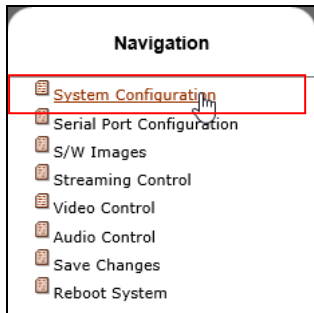 Navigation
System Configuration
Serial Port Configuration
S/W Images
Streaming Control
Video Control
Audio Control
Save Changes
Reboot System